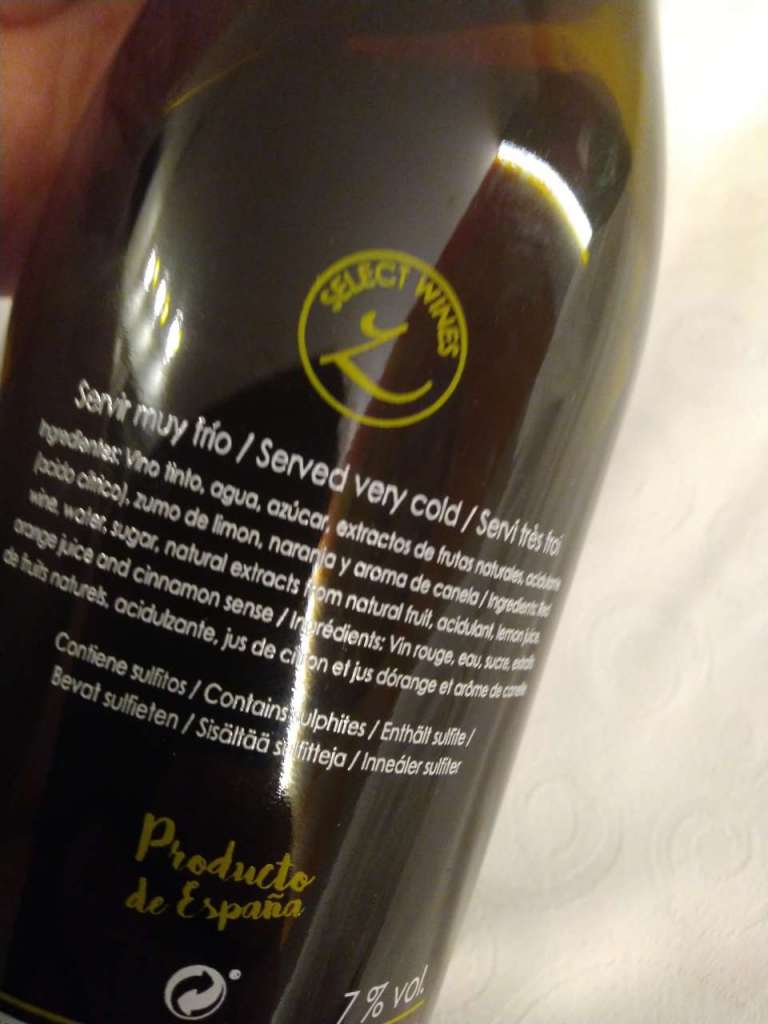 SELECT WINES
Servir muy frío / Served very cold / Servi très froi
Ingredientes: Vino tinto, agua, azúcar, extractos de frutas naturales, acidulante
(acido cítrico), zumo de limon, naranja y aroma de canela / Ingredients: Red
wine, water, sugar, natural extracts from natural fruit, acidulant, lemon juice,
orange juice and cinnamon sense / Ingrédients: Vin rouge, eau, sucre, extraits
de fruits naturels, acidulzante, jus de citron et jus dórange et arôme de canelle
Contiene sulfitos / Contains sulphites / Enthält sulfite /
Bevat sulfieten / Sisältää sulfitteja / Inneáler sulfiter
Producto
de España
7 % vol.